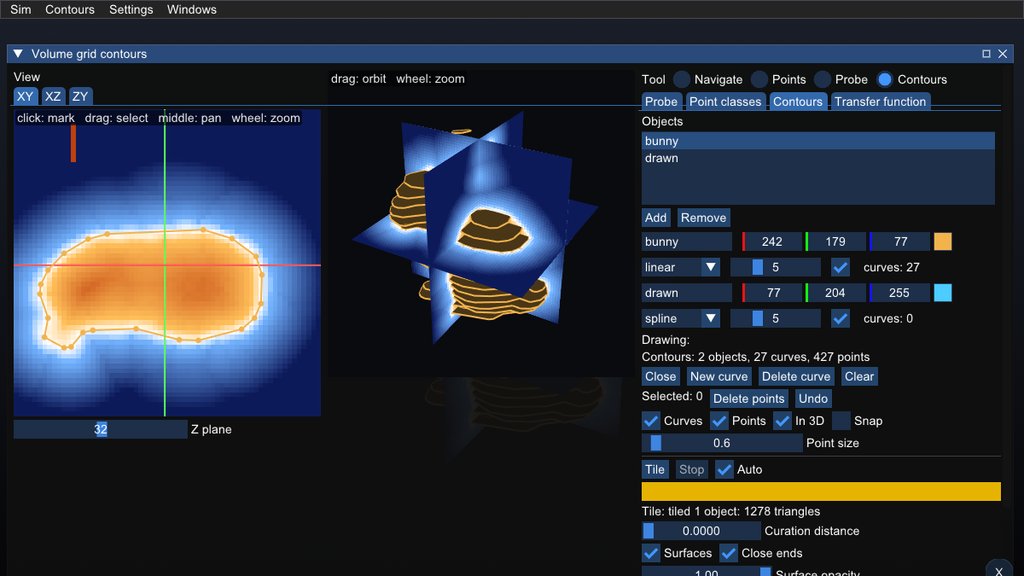 Sim Contours Settings Windows
Volume grid contours
View
XY XZ ZY
click: mark drag: select middle: pan wheel: zoom
32 Z plane
drag: orbit wheel: zoom
Tool Navigate Points Probe Contours
Probe Point classes Contours Transfer function
Objects
bunny
drawn
Add Remove
bunny 242 179 77
linear 5 curves: 27
drawn 77 204 255
spline 5 curves: 0
Drawing:
Contours: 2 objects, 27 curves, 427 points
Close New curve Delete curve Clear
Selected: 0 Delete points Undo
Curves Points In 3D Snap
0.6 Point size
Tile Stop Auto
Tile: tiled 1 object: 1278 triangles
0.0000 Curation distance
Surfaces Close ends
1.00 Surface opacity
X